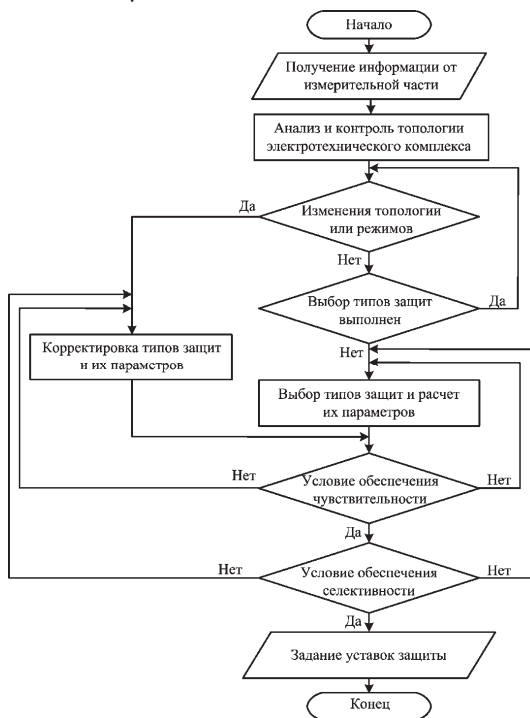 Начало
Получение информации от
измерительной части
Анализ и контроль топологии
электротехнического комплекса
Да
Изменения топологии
или режимов
Нет
Выбор типов защит
выполнен
Да
Нет
Корректировка типов защит
и их параметров
Выбор типов защит и расчет
их параметров
Нет
Условие обеспечения
чувствительности
Нет
Да
Нет
Условие обеспечения
селективности
Нет
Да
Задание уставок защиты
Конец